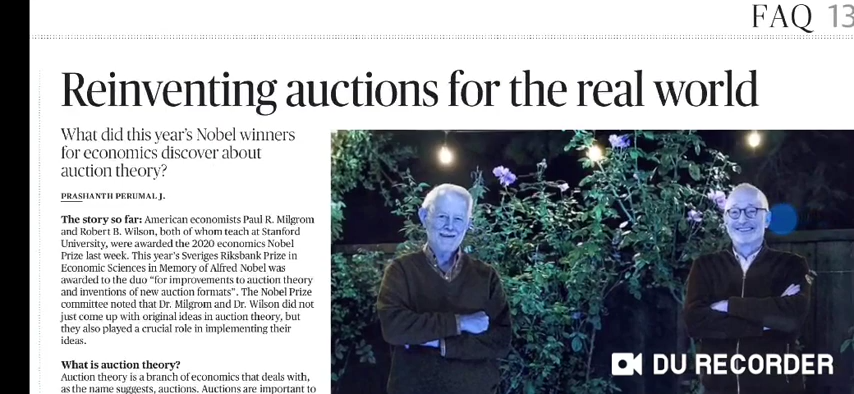 FAQ 13
Reinventing auctions for the real world
What did this year's Nobel winners
for economics discover about
auction theory?
PRASHANTH PERUMAL J.
The story so far: American economists Paul R. Milgrom
and Robert B. Wilson, both of whom teach at Stanford
University, were awarded the 2020 economics Nobel
Prize last week. This year's Sveriges Riksbank Prize in
Economic Sciences in Memory of Alfred Nobel was
awarded to the duo "for improvements to auction theory
and inventions of new auction formats". The Nobel Prize
committee noted that Dr. Milgrom and Dr. Wilson did not
just come up with original ideas in auction theory, but
they also played a crucial role in implementing their
ideas.
What is auction theory?
Auction theory is a branch of economics that deals with,
as the name suggests, auctions. Auctions are important to
DU RECORDER